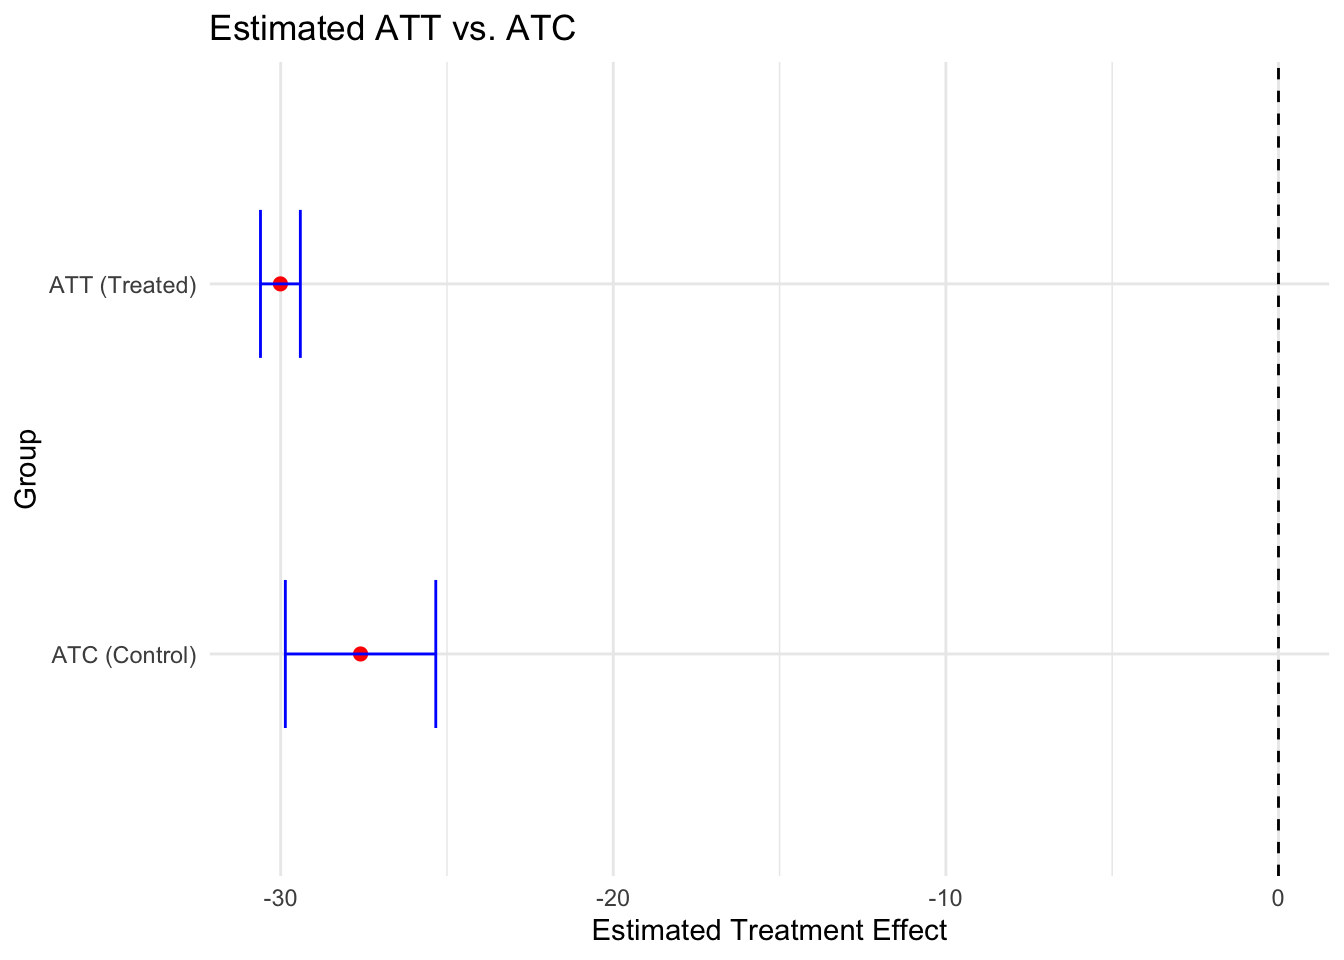 Estimated ATT vs. ATC
ATT (Treated)
Group
ATC (Control)
-30 -20 -10 0
Estimated Treatment Effect